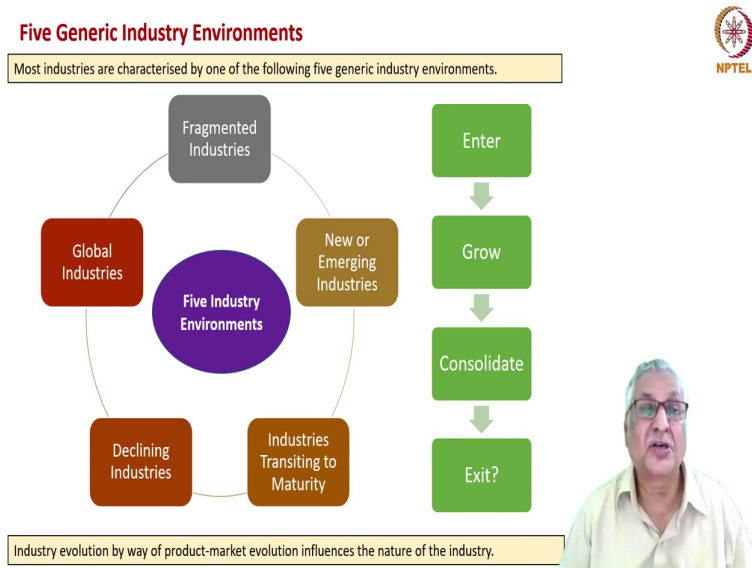 Five Generic Industry Environments
NPTEL
Most industries are characterised by one of the following five generic industry environments.
Fragmented
Industries
New or
Emerging
Industries
Industries
Transiting to
Maturity
Declining
Industries
Global
Industries
Five Industry
Environments
Enter
Grow
Consolidate
Exit?
Industry evolution by way of product-market evolution influences the nature of the industry.